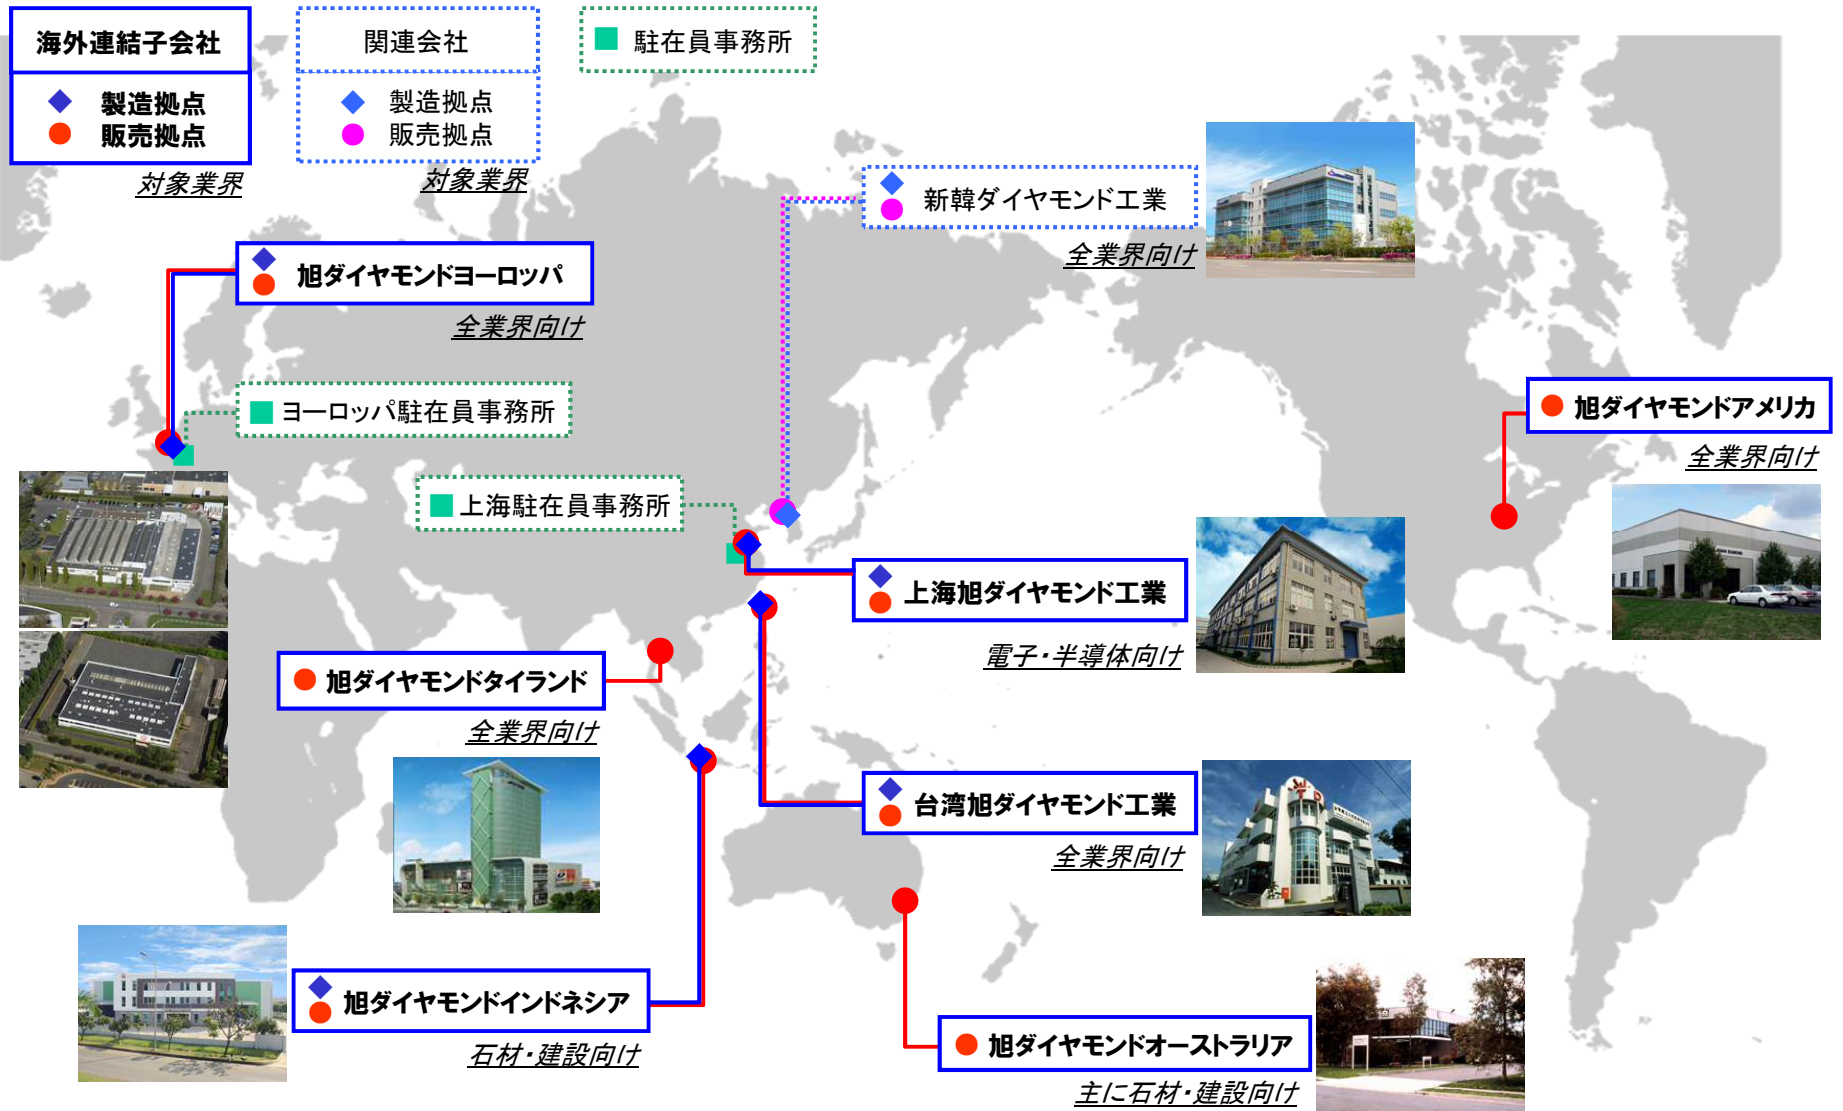 海外連結子会社
製造拠点
販売拠点
対象業界
関連会社
製造拠点
販売拠点
対象業界
駐在員事務所
新韓ダイヤモンド工業
全業界向け
旭ダイヤモンドヨーロッパ
全業界向け
ヨーロッパ駐在員事務所
旭ダイヤモンドアメリカ
全業界向け
上海駐在員事務所
上海旭ダイヤモンド工業
電子・半導体向け
旭ダイヤモンドタイランド
全業界向け
台湾旭ダイヤモンド工業
全業界向け
旭ダイヤモンドインドネシア
石材・建設向け
旭ダイヤモンドオーストラリア
主に石材・建設向け